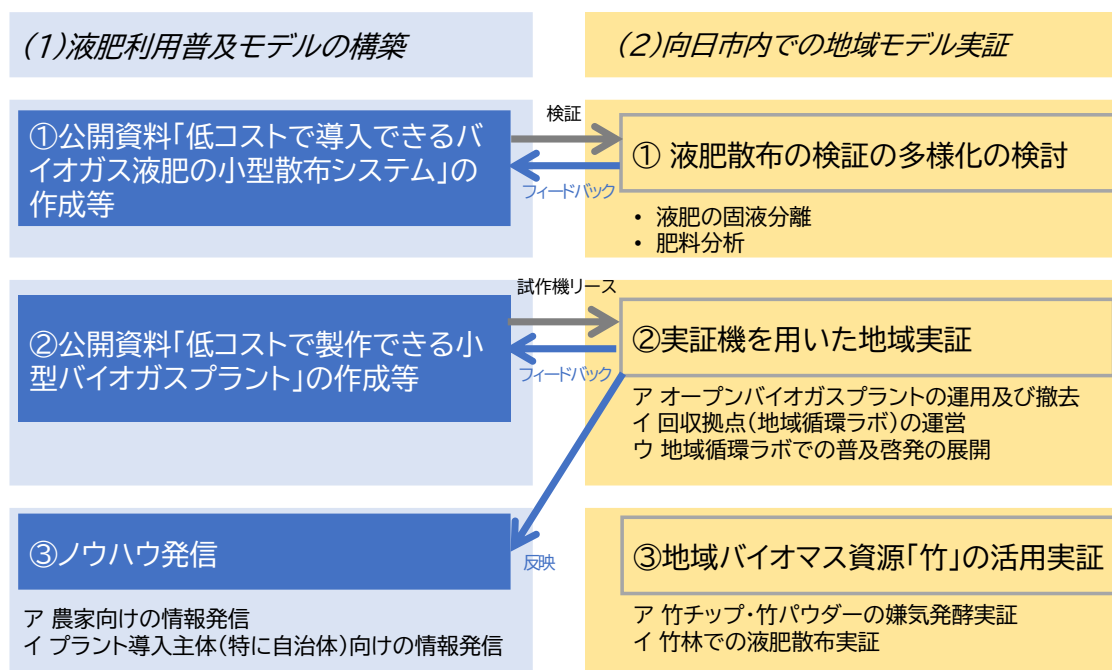 (1)液肥利用普及モデルの構築
(2)向日市内での地域モデル実証
①公開資料「低コストで導入できるバ
イオガス液肥の小型散布システム」の
作成等
検証
フィードバック
① 液肥散布の検証の多様化の検討
• 液肥の固液分離
• 肥料分析
②公開資料「低コストで製作できる小
型バイオガスプラント」の作成等
試作機リース
フィードバック
②実証機を用いた地域実証
ア オープンバイオガスプラントの運用及び撤去
イ 回収拠点(地域循環ラボ)の運営
ウ 地域循環ラボでの普及啓発の展開
③ノウハウ発信
反映
ア 農家向けの情報発信
イ プラント導入主体(特に自治体)向けの情報発信
③地域バイオマス資源「竹」の活用実証
ア 竹チップ・竹パウダーの嫌気発酵実証
イ 竹林での液肥散布実証